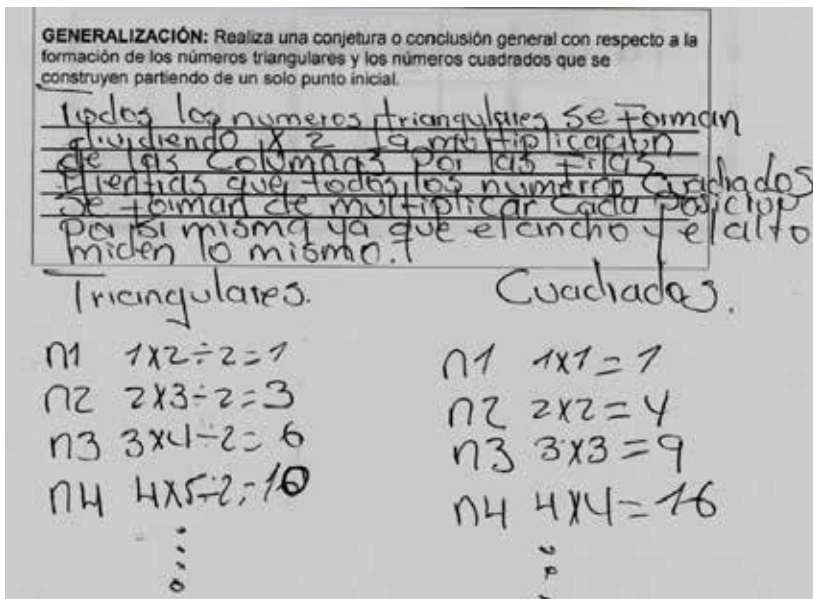 GENERALIZACIÓN: Realiza una conjetura o conclusión general con respecto a la
formación de los números triangulares y los números cuadrados que se
construyen partiendo de un solo punto inicial.
Todos los numeros triangulares se forman
dividiendo x 2 la multiplicación
de las columnas por las filas
Mientras que todos los numeros cuadrados
se forman de multiplicar cada posicion
por si misma ya que el ancho y el alto
miden lo mismo.
Triangulares.
Cuadrados.
n1 1x2÷2=1
n2 2x3÷2=3
n3 3x4÷2=6
n4 4x5÷2=10
n1 1x1=1
n2 2x2=4
n3 3x3=9
n4 4x4=16